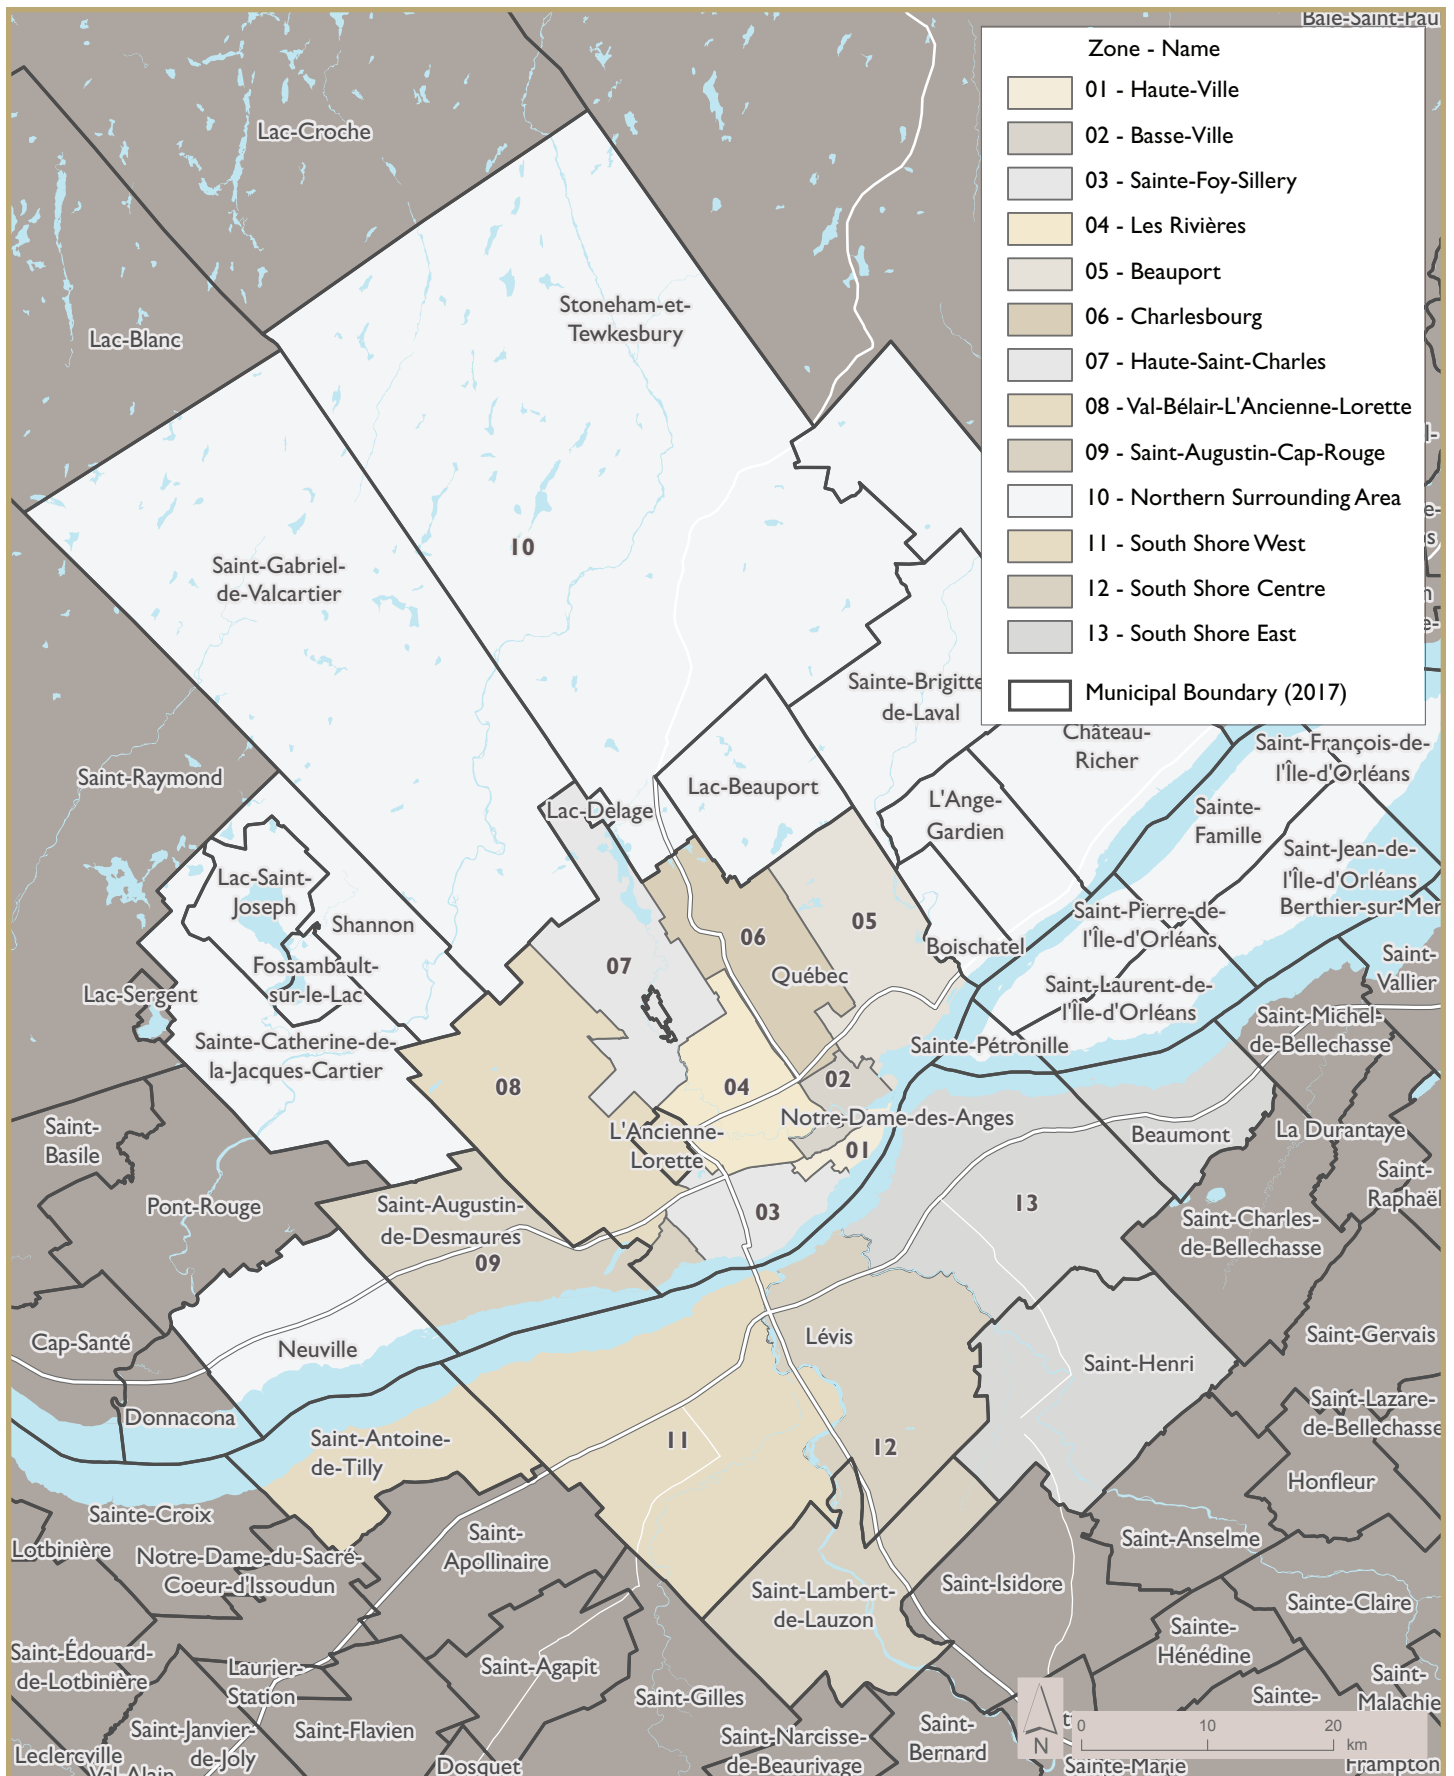 Baie-Saint-Pau
Zone - Name
01 - Haute-Ville
02 - Basse-Ville
03 - Sainte-Foy-Sillery
04 - Les Rivières
05 - Beauport
06 - Charlesbourg
07 - Haute-Saint-Charles
08 - Val-Bélair-L'Ancienne-Lorette
09 - Saint-Augustin-Cap-Rouge
10 - Northern Surrounding Area
11 - South Shore West
12 - South Shore Centre
13 - South Shore East
Municipal Boundary (2017)
Lac-Croche
Lac-Blanc
Stoneham-et-
Tewkesbury
10
Saint-Gabriel-
de-Valcartier
Sainte-Brigitte
de-Laval
Château-
Richer
Saint-François-de-
l'Île-d'Orléans
Saint-Raymond
Lac-Delage
Lac-Beauport
L'Ange-
Gardien
Sainte-
Famille
Saint-Jean-de-
l'Île-d'Orléans
Berthier-sur-Mer
Lac-Saint-
Joseph
Shannon
Fossambault-
sur-le-Lac
Lac-Sergent
Sainte-Catherine-de-
la-Jacques-Cartier
07
06
05
Québec
Boischatel
Saint-Pierre-de-
l'Île-d'Orléans
Saint-Laurent-de-
l'Île-d'Orléans
Saint-
Vallier
Saint-Michel-
de-Bellechasse
Sainte-Pétronille
08
04
02
Notre-Dame-des-Anges
01
L'Ancienne-
Lorette
Beaumont
La Durantaye
Saint-
Raphaël
Saint-
Basile
Pont-Rouge
Saint-Augustin-
de-Desmaures
09
03
13
Saint-Charles-
de-Bellechasse
Cap-Santé
Neuville
Lévis
Saint-Henri
Saint-Gervais
Donnacona
Saint-Antoine-
de-Tilly
11
12
Saint-Lazare-
de-Bellechasse
Honfleur
Sainte-Croix
Lotbinière
Notre-Dame-du-Sacré-
Coeur-d'Issoudun
Saint-
Apollinaire
Saint-Anselme
Saint-Lambert-
de-Lauzon
Saint-Isidore
Sainte-Claire
Sainte-
Hénédine
Saint-Édouard-
de-Lotbinière
Laurier-
Station
Saint-Agapit
Saint-Gilles
Saint-
Malachie
Sainte-
Saint-Janvier-
de-Joly
Saint-Flavien
Saint-Narcisse-
de-Beaurivage
Saint-
Bernard
Leclercville
Val-Alain
Dosquet
Sainte-Marie
Frampton
N
0 10 20
km